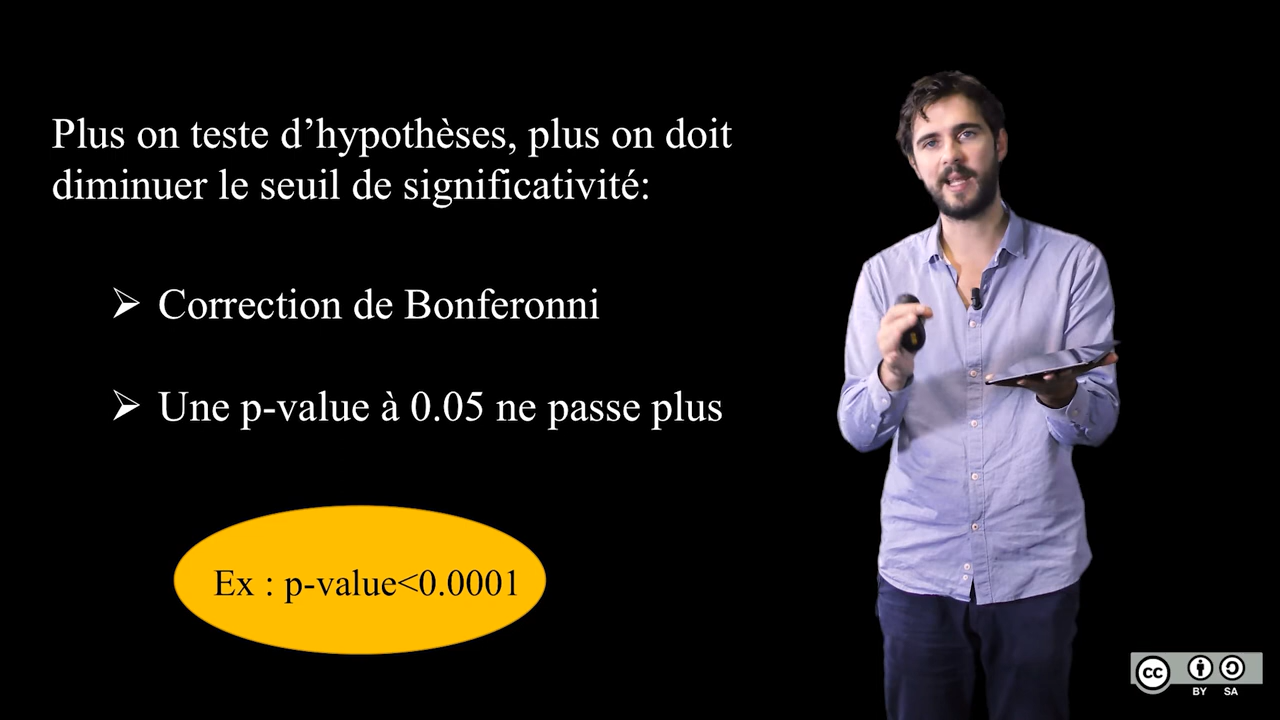 Plus on teste d’hypothèses, plus on doit
diminuer le seuil de significativité:
➢ Correction de Bonferonni
➢ Une p-value à 0.05 ne passe plus
Ex : p-value<0.0001
cc
BY SA